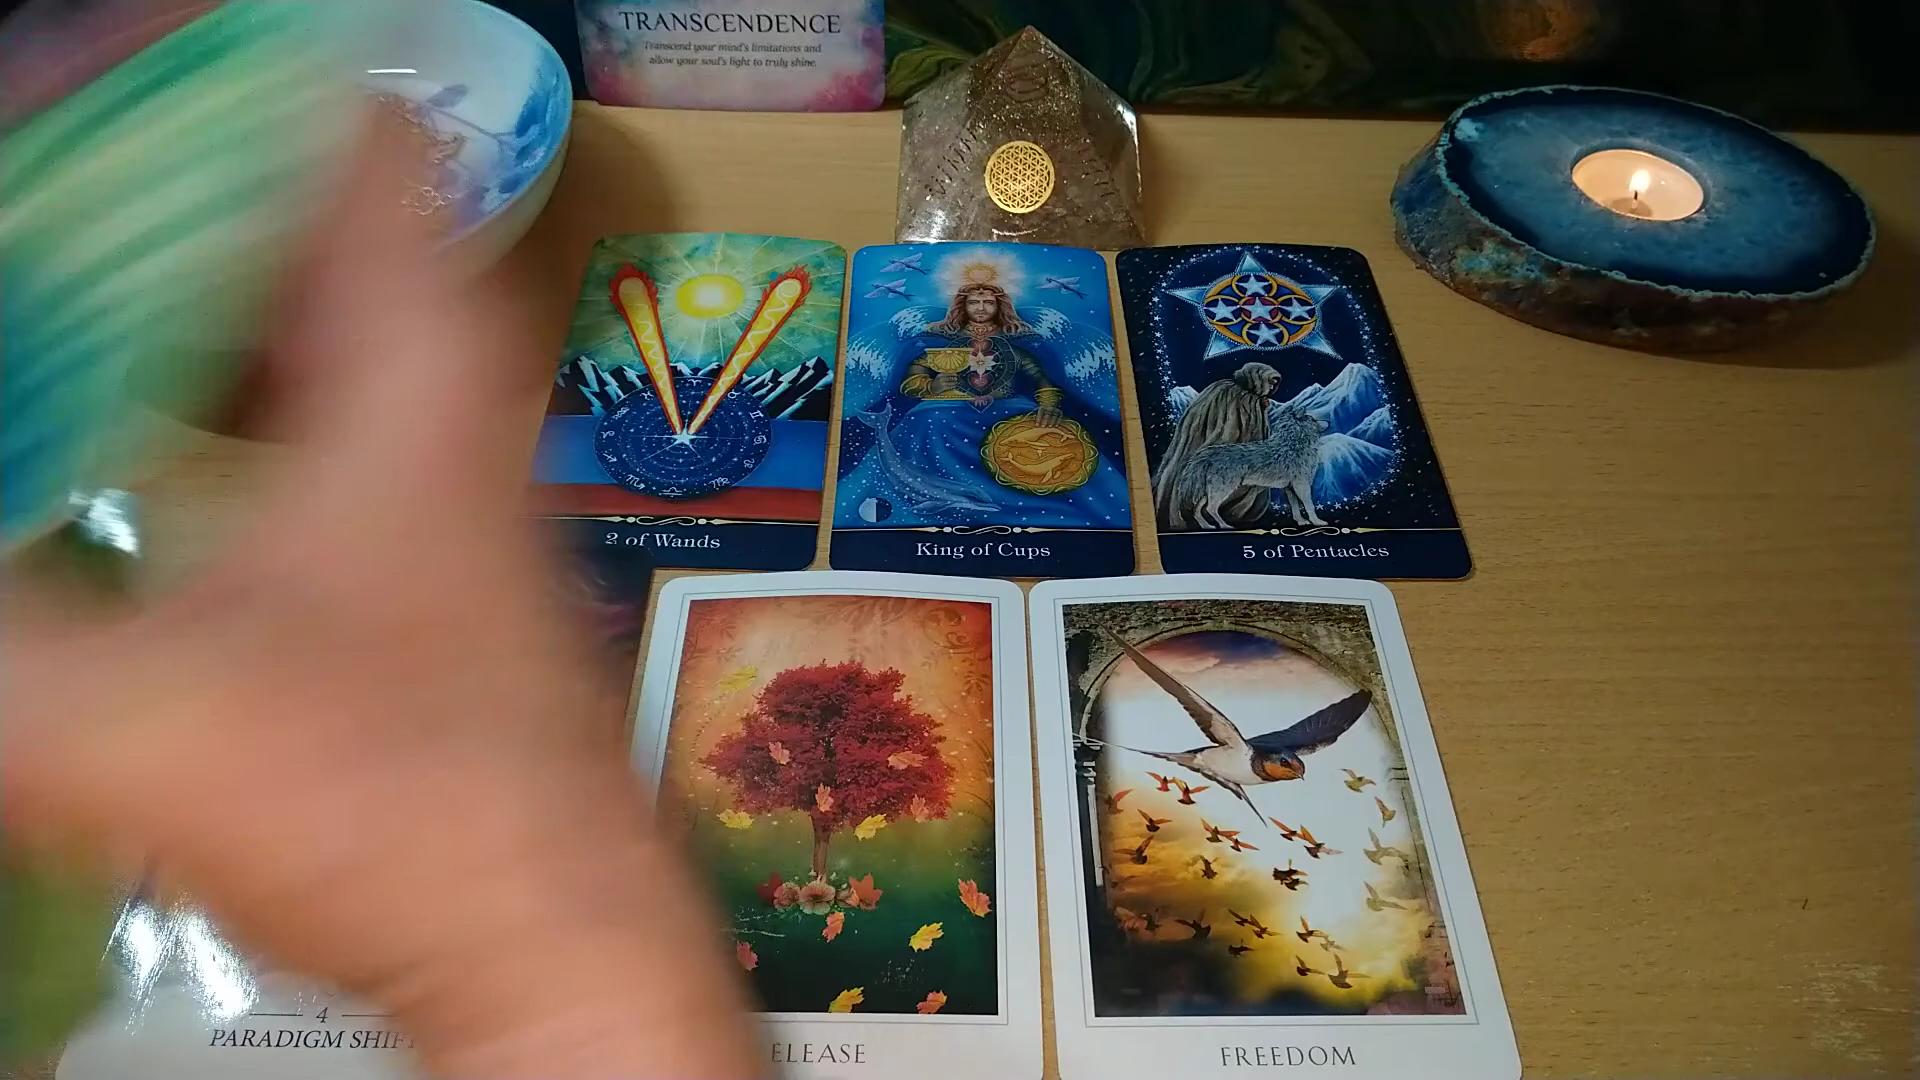 TRANSCENDENCE
Transcend your mind's limitations and
allow your soul's light to truly shine.
2 of Wands
King of Cups
5 of Pentacles
4
PARADIGM SHIF
ELEASE
FREEDOM